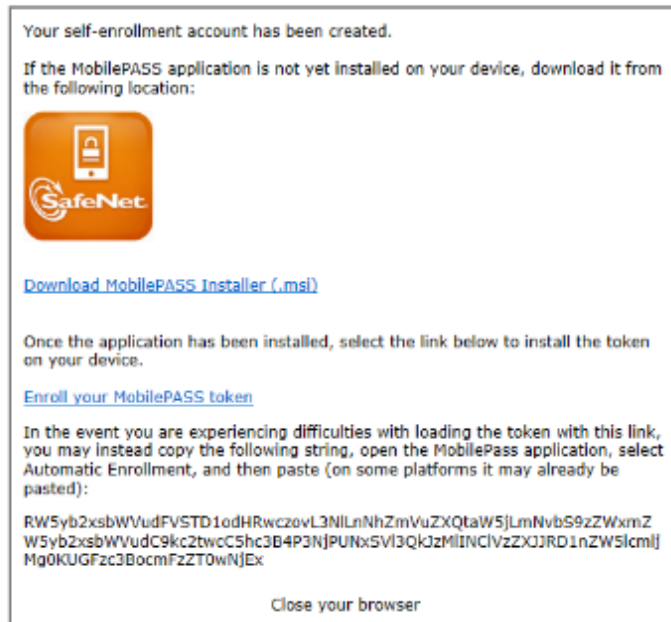 Your self-enrollment account has been created.
If the MobilePASS application is not yet installed on your device, download it from
the following location:
SafeNet.
Download MobilePASS Installer (.msi)
Once the application has been installed, select the link below to install the token
on your device.
Enroll your MobilePASS token
In the event you are experiencing difficulties with loading the token with this link,
you may instead copy the following string, open the MobilePass application, select
Automatic Enrollment, and then paste (on some platforms it may already be
pasted):
Close your browser